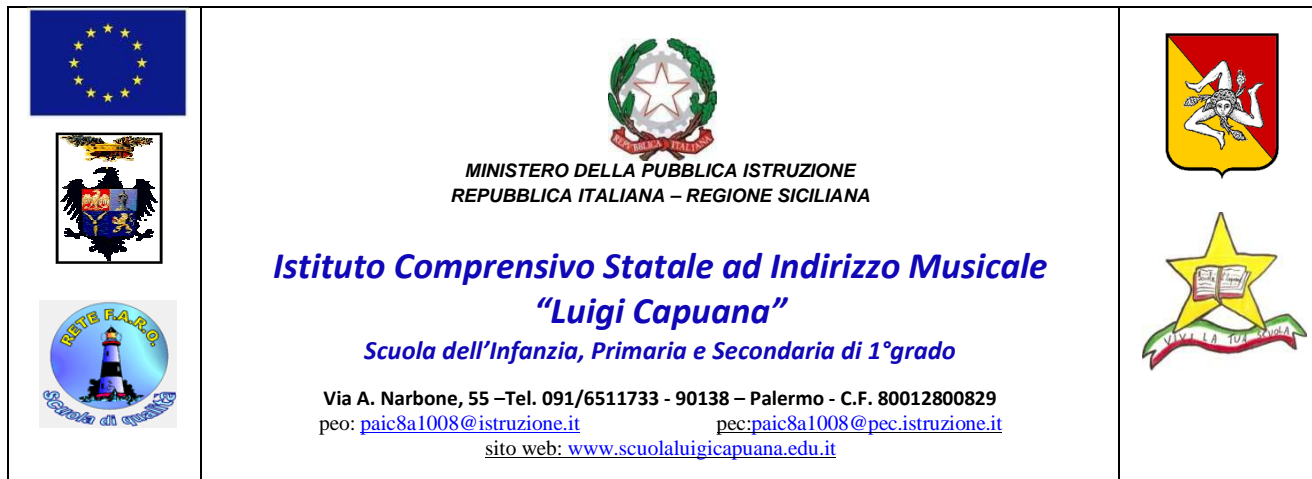 REPVBBLICA ITALIANA
MINISTERO DELLA PUBBLICA ISTRUZIONE
REPUBBLICA ITALIANA – REGIONE SICILIANA
Istituto Comprensivo Statale ad Indirizzo Musicale
“Luigi Capuana”
Scuola dell’Infanzia, Primaria e Secondaria di 1°grado
Via A. Narbone, 55 –Tel. 091/6511733 - 90138 – Palermo - C.F. 80012800829
peo: paic8a1008@istruzione.it pec:paic8a1008@pec.istruzione.it
sito web: www.scuolaluigicapuana.edu.it
RETE F.A.R.O.
Scuola di qualità
VIVI LA TUA SCUOLA